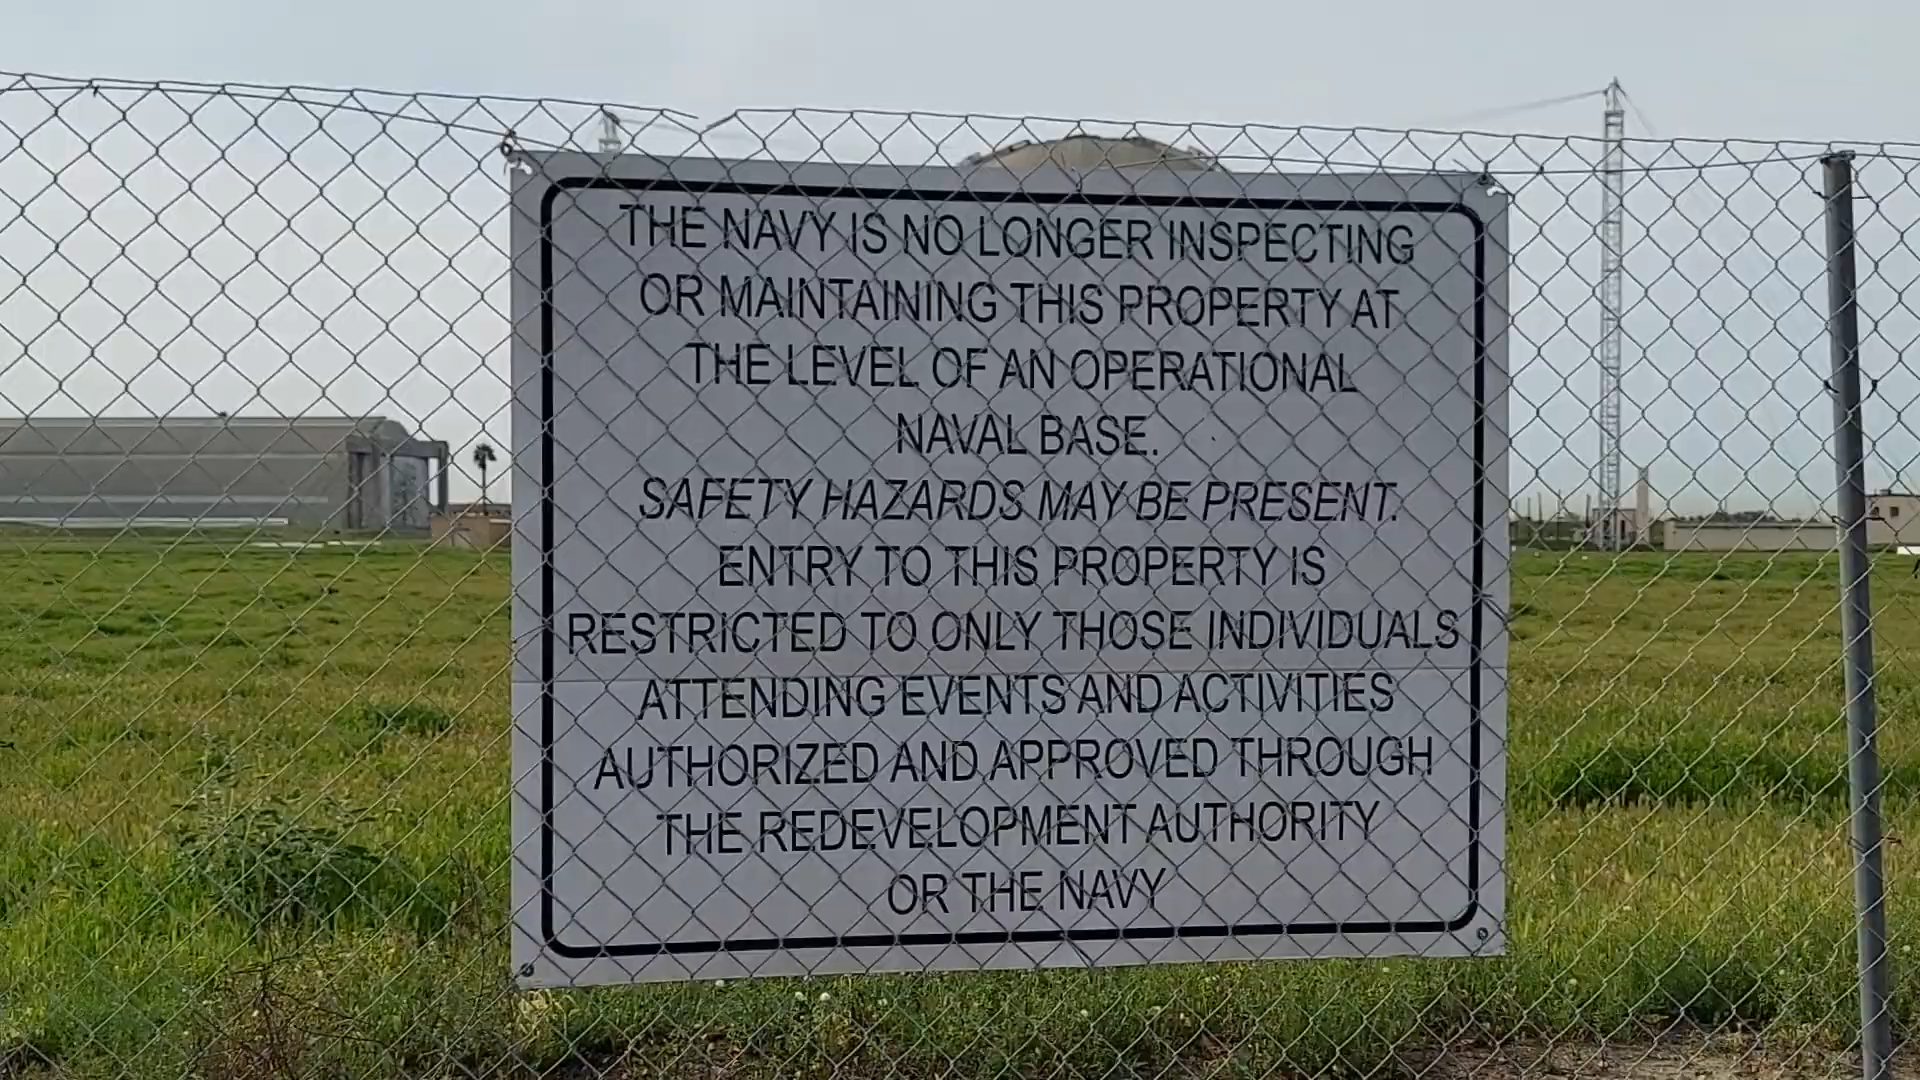 THE NAVY IS NO LONGER INSPECTING
OR MAINTAINING THIS PROPERTY AT
THE LEVEL OF AN OPERATIONAL
NAVAL BASE.
SAFETY HAZARDS MAY BE PRESENT.
ENTRY TO THIS PROPERTY IS
RESTRICTED TO ONLY THOSE INDIVIDUALS
ATTENDING EVENTS AND ACTIVITIES
AUTHORIZED AND APPROVED THROUGH
THE REDEVELOPMENT AUTHORITY
OR THE NAVY